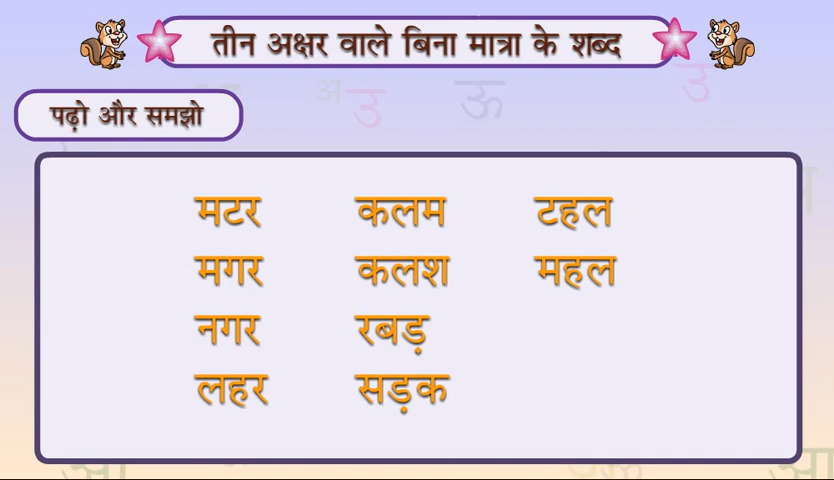 तीन अक्षर वाले बिना मात्रा के शब्द
पढ़ो और समझो
मटर कलम टहल
मगर कलश महल
नगर रबड़
लहर सड़क